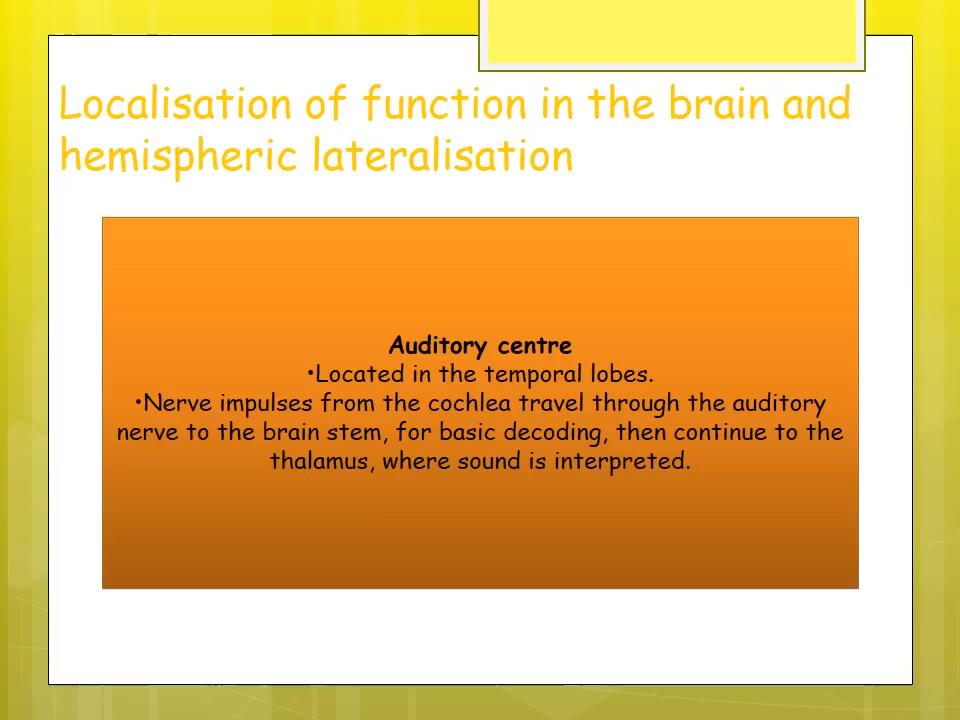 Localisation of function in the brain and
hemispheric lateralisation
Auditory centre
•Located in the temporal lobes.
•Nerve impulses from the cochlea travel through the auditory
nerve to the brain stem, for basic decoding, then continue to the
thalamus, where sound is interpreted.